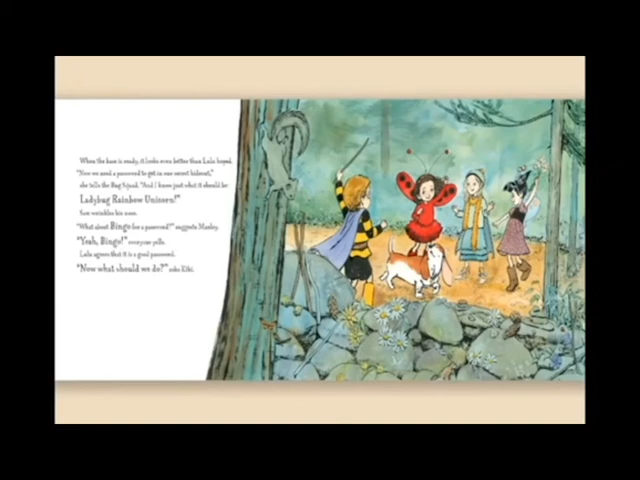 When the base is ready, it looks even better than Lulu hoped.
"Now we need a password to get in our secret hideout,"
she tells the Bug Squad. "And I know just what it should be:
Ladybug Rainbow Unicorn!"
Sam wrinkles his nose.
"What about Bingo for a password?" suggests Manley.
"Yeah, Bingo!" everyone yells.
Lulu agrees that it is a good password.
"Now what should we do?" asks Kiki.